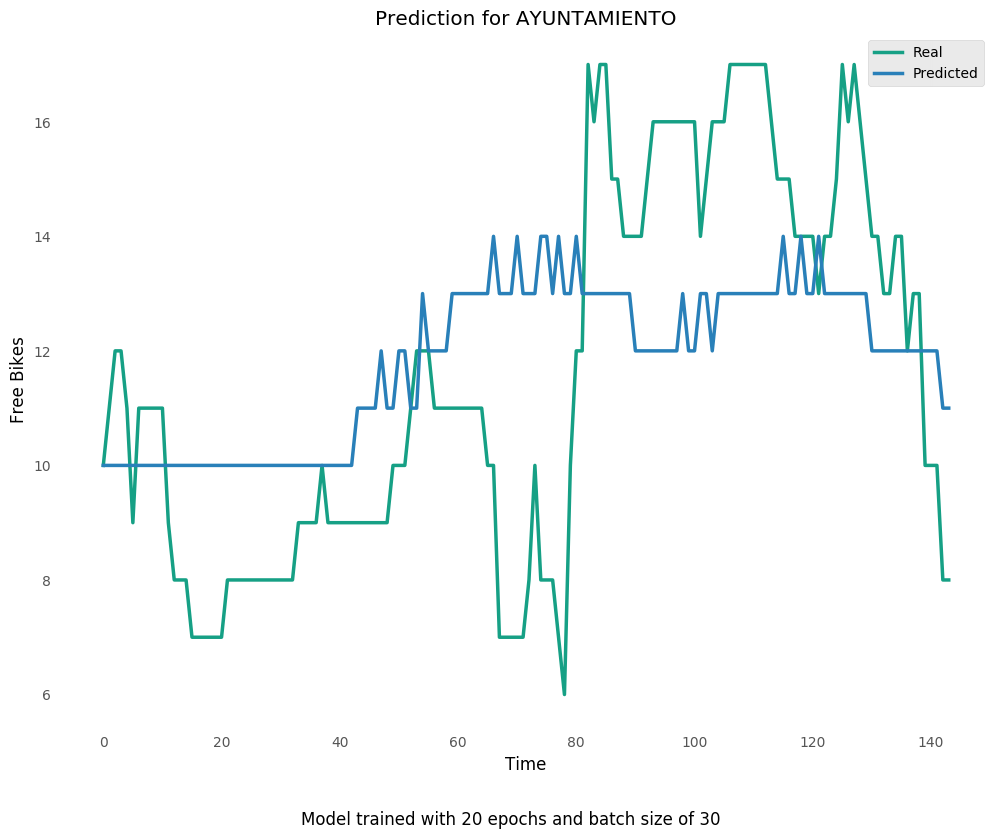 Prediction for AYUNTAMIENTO
Real
Predicted
16
14
12
10
8
6
Free Bikes
0 20 40 60 80 100 120 140
Time
Model trained with 20 epochs and batch size of 30